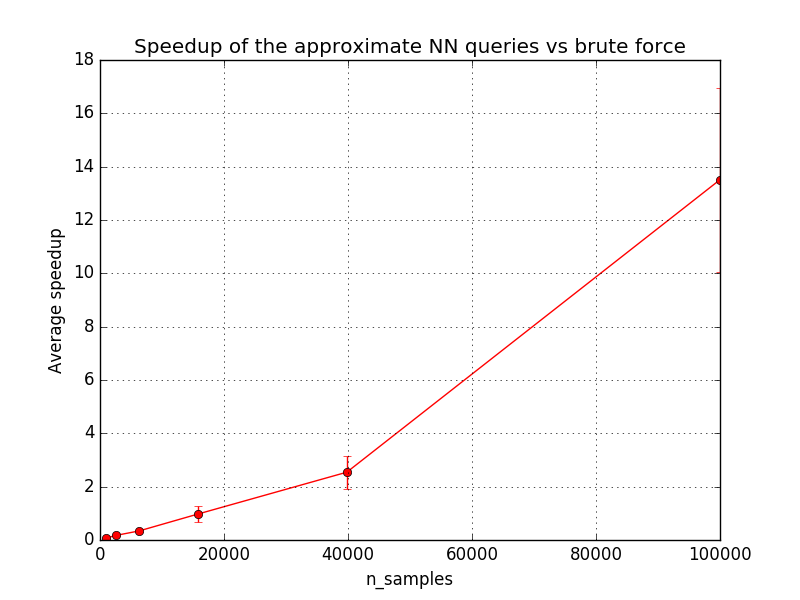 Speedup of the approximate NN queries vs brute force
18
16
14
12
10
8
6
4
2
0
Average speedup
0 20000 40000 60000 80000 100000
n_samples